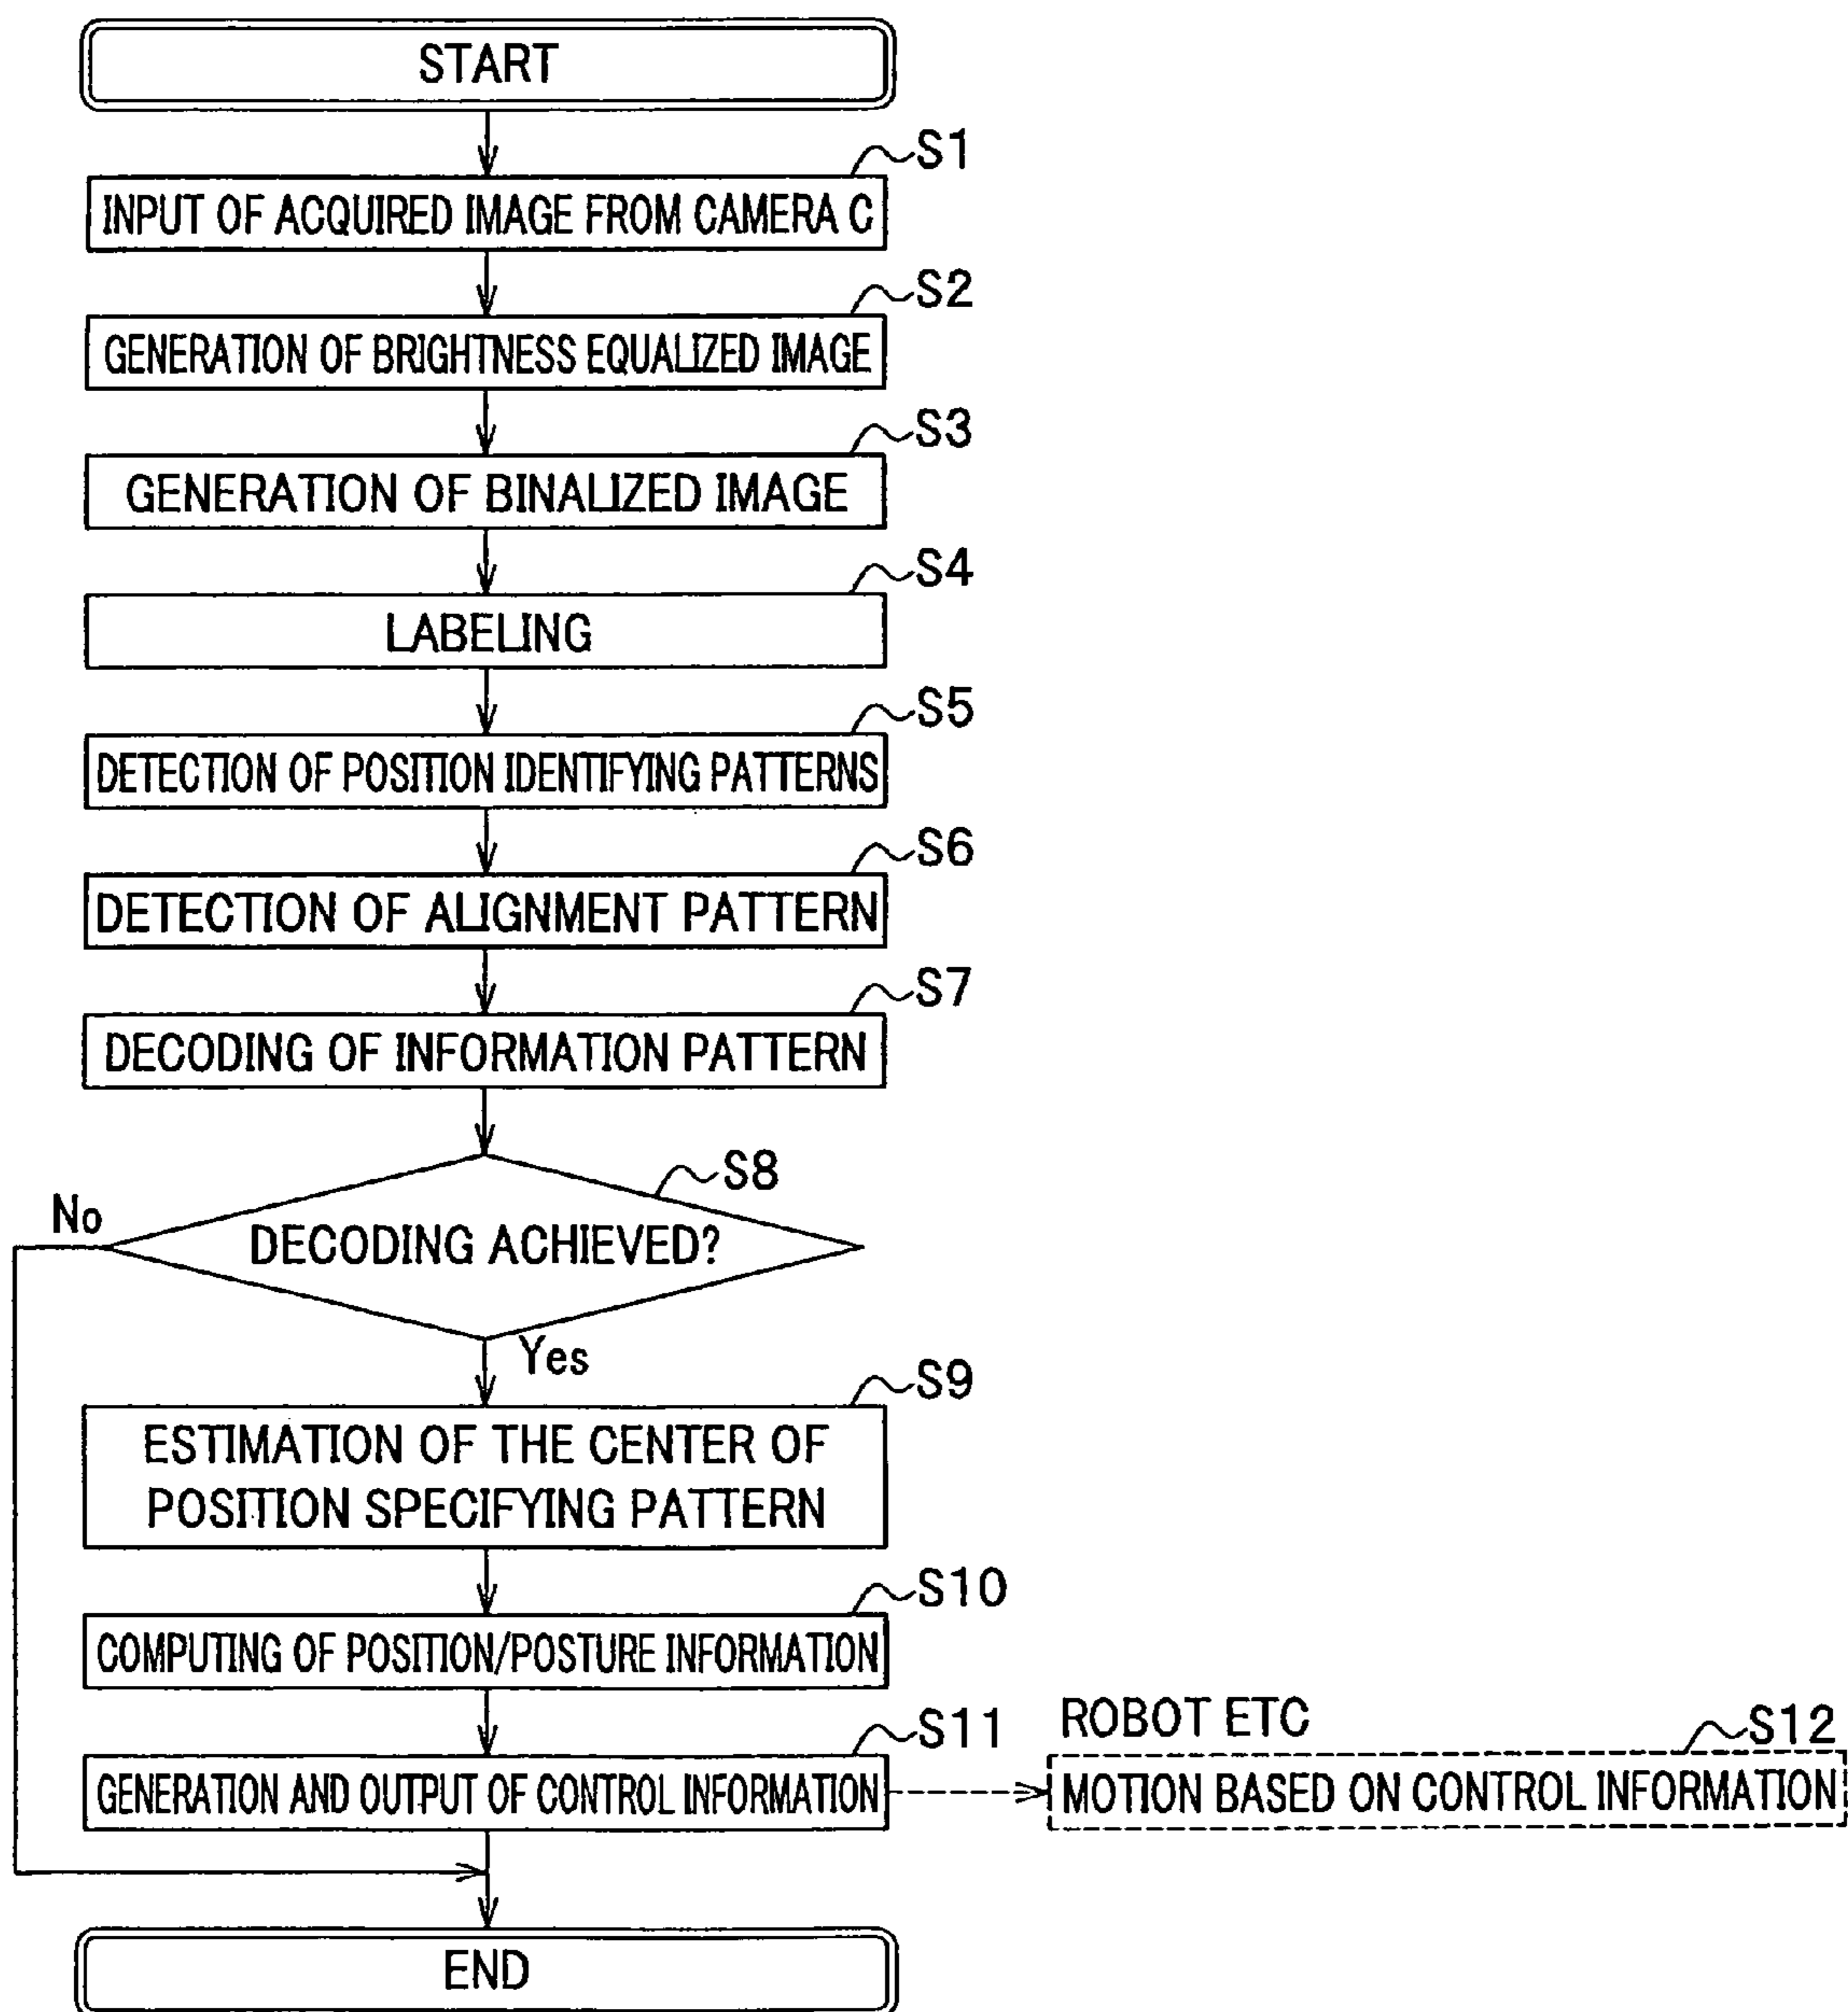 START
S1
INPUT OF ACQUIRED IMAGE FROM CAMERA C
S2
GENERATION OF BRIGHTNESS EQUALIZED IMAGE
S3
GENERATION OF BINALIZED IMAGE
S4
LABELING
S5
DETECTION OF POSITION IDENTIFYING PATTERNS
S6
DETECTION OF ALIGNMENT PATTERN
S7
DECODING OF INFORMATION PATTERN
S8
No
DECODING ACHIEVED?
Yes
S9
ESTIMATION OF THE CENTER OF
POSITION SPECIFYING PATTERN
S10
COMPUTING OF POSITION/POSTURE INFORMATION
S11
GENERATION AND OUTPUT OF CONTROL INFORMATION
ROBOT ETC
S12
MOTION BASED ON CONTROL INFORMATION
END